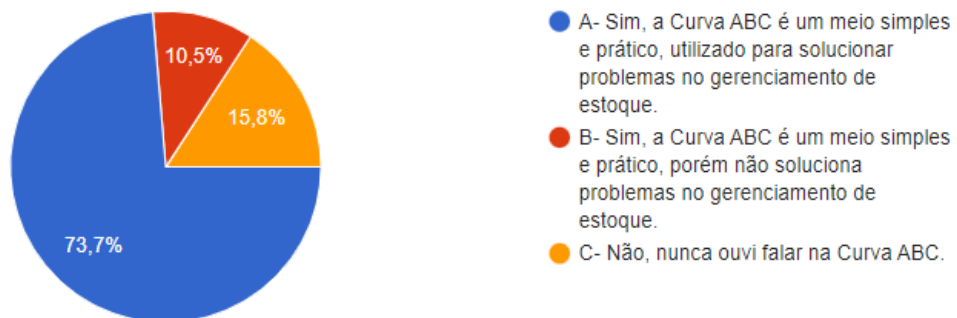 10,5%
15,8%
73,7%
A- Sim, a Curva ABC é um meio simples
e prático, utilizado para solucionar
problemas no gerenciamento de
estoque.
B- Sim, a Curva ABC é um meio simples
e prático, porém não soluciona
problemas no gerenciamento de
estoque.
C- Não, nunca ouvi falar na Curva ABC.